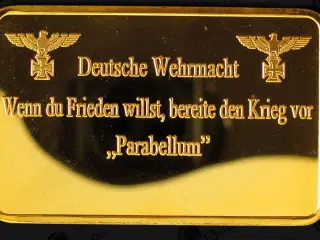 Deutsche Wehrmacht
Wenn du Frieden willst, bereite den Krieg vor
„Parabellum”